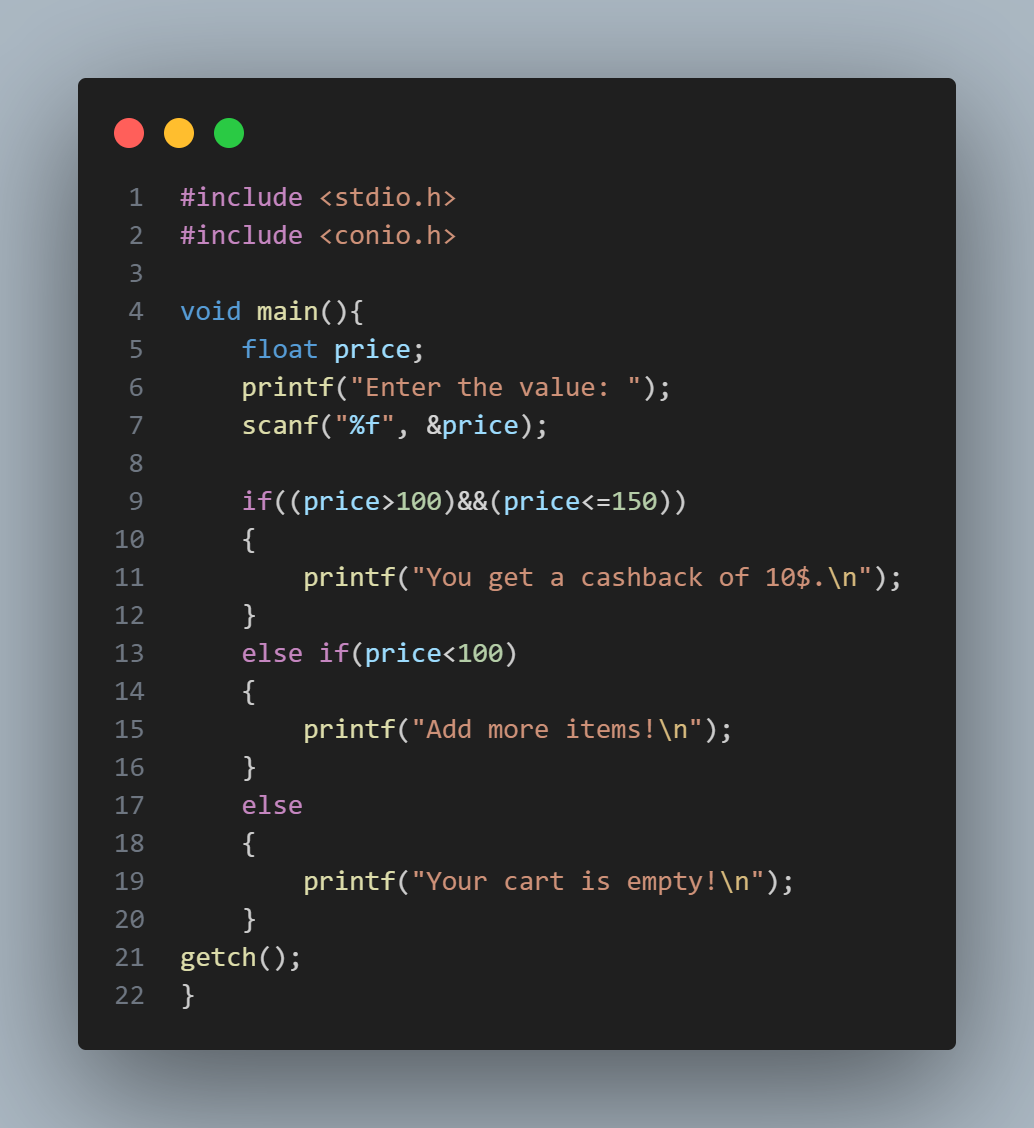 1 #include <stdio.h>
2 #include <conio.h>
3
4 void main(){
5     float price;
6     printf("Enter the value: ");
7     scanf("%f", &price);
8
9     if((price>100)&&(price<=150))
10     {
11         printf("You get a cashback of 10$.\n");
12     }
13     else if(price<100)
14     {
15         printf("Add more items!\n");
16     }
17     else
18     {
19         printf("Your cart is empty!\n");
20     }
21 getch();
22 }